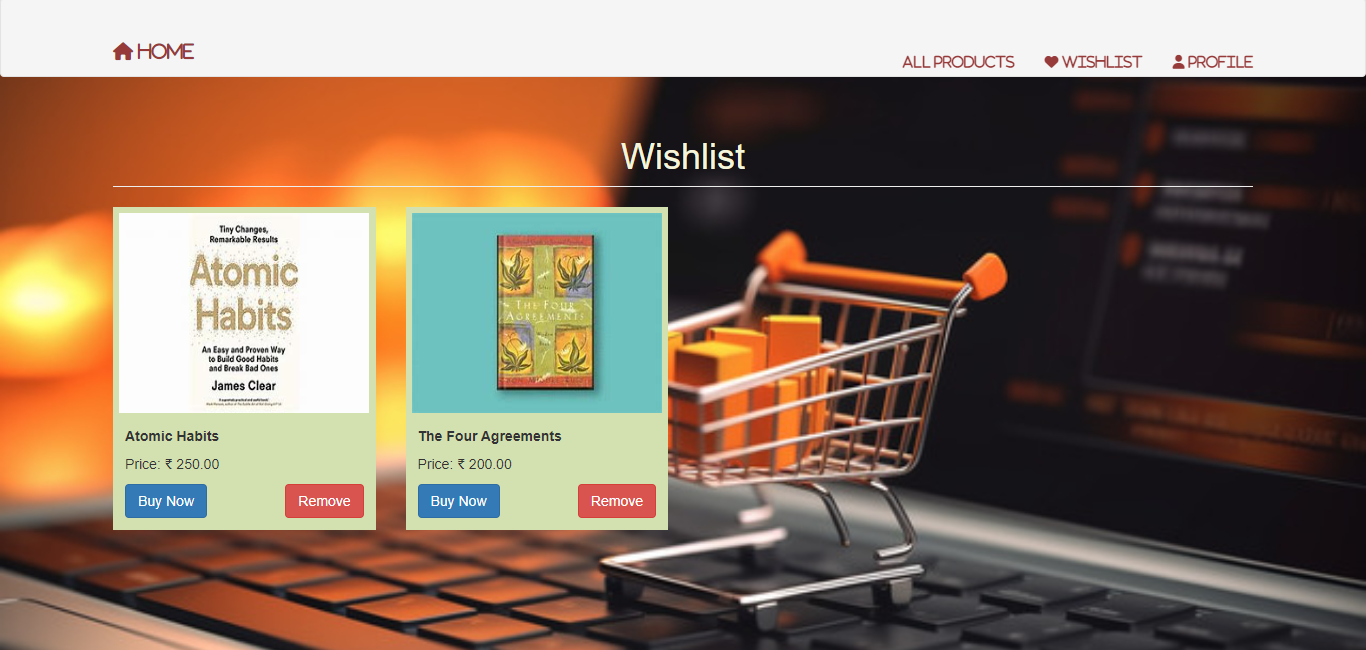 HOME
ALL PRODUCTS WISHLIST PROFILE
Wishlist
Tiny Changes,
Remarkable Results
Atomic
Habits
An Easy and Proven Way
to Build Good Habits
and Break Bad Ones
James Clear
THE FOUR
AGREEMENTS
Atomic Habits
Price: ₹ 250.00
Buy Now Remove
The Four Agreements
Price: ₹ 200.00
Buy Now Remove